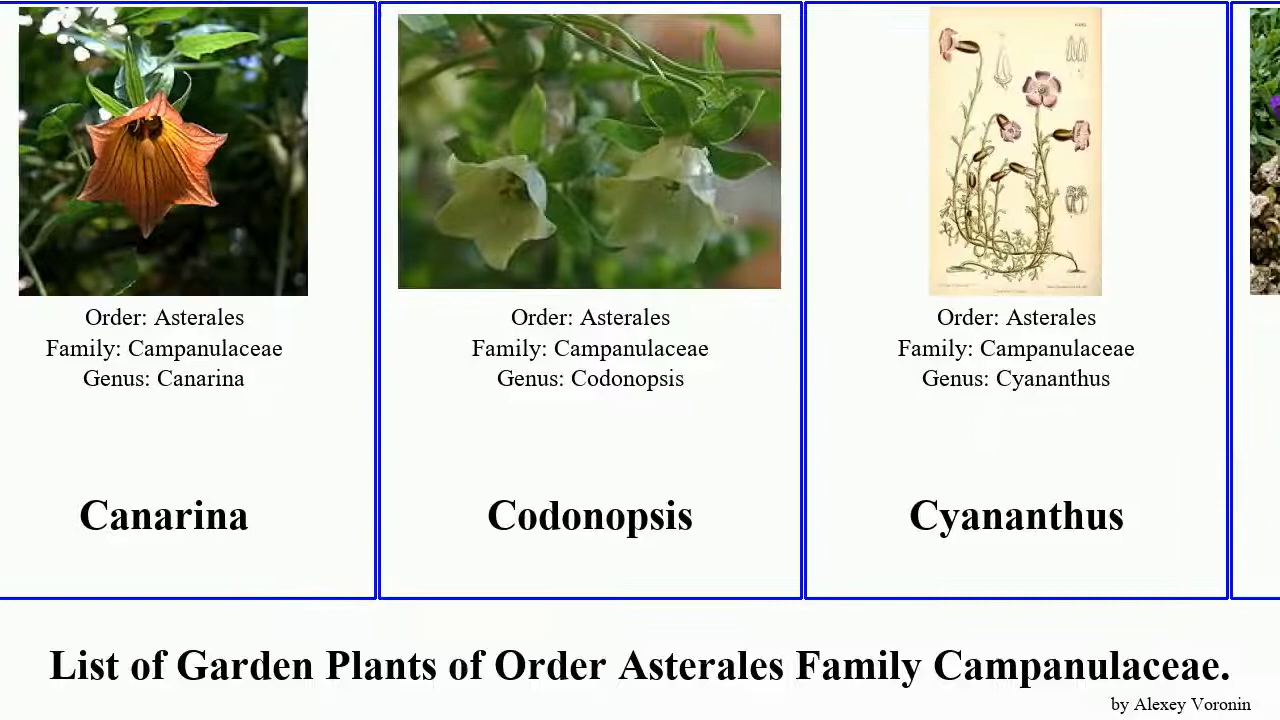 Order: Asterales
Family: Campanulaceae
Genus: Canarina
Canarina
Order: Asterales
Family: Campanulaceae
Genus: Codonopsis
Codonopsis
Order: Asterales
Family: Campanulaceae
Genus: Cyananthus
Cyananthus
List of Garden Plants of Order Asterales Family Campanulaceae.
by Alexey Voronin